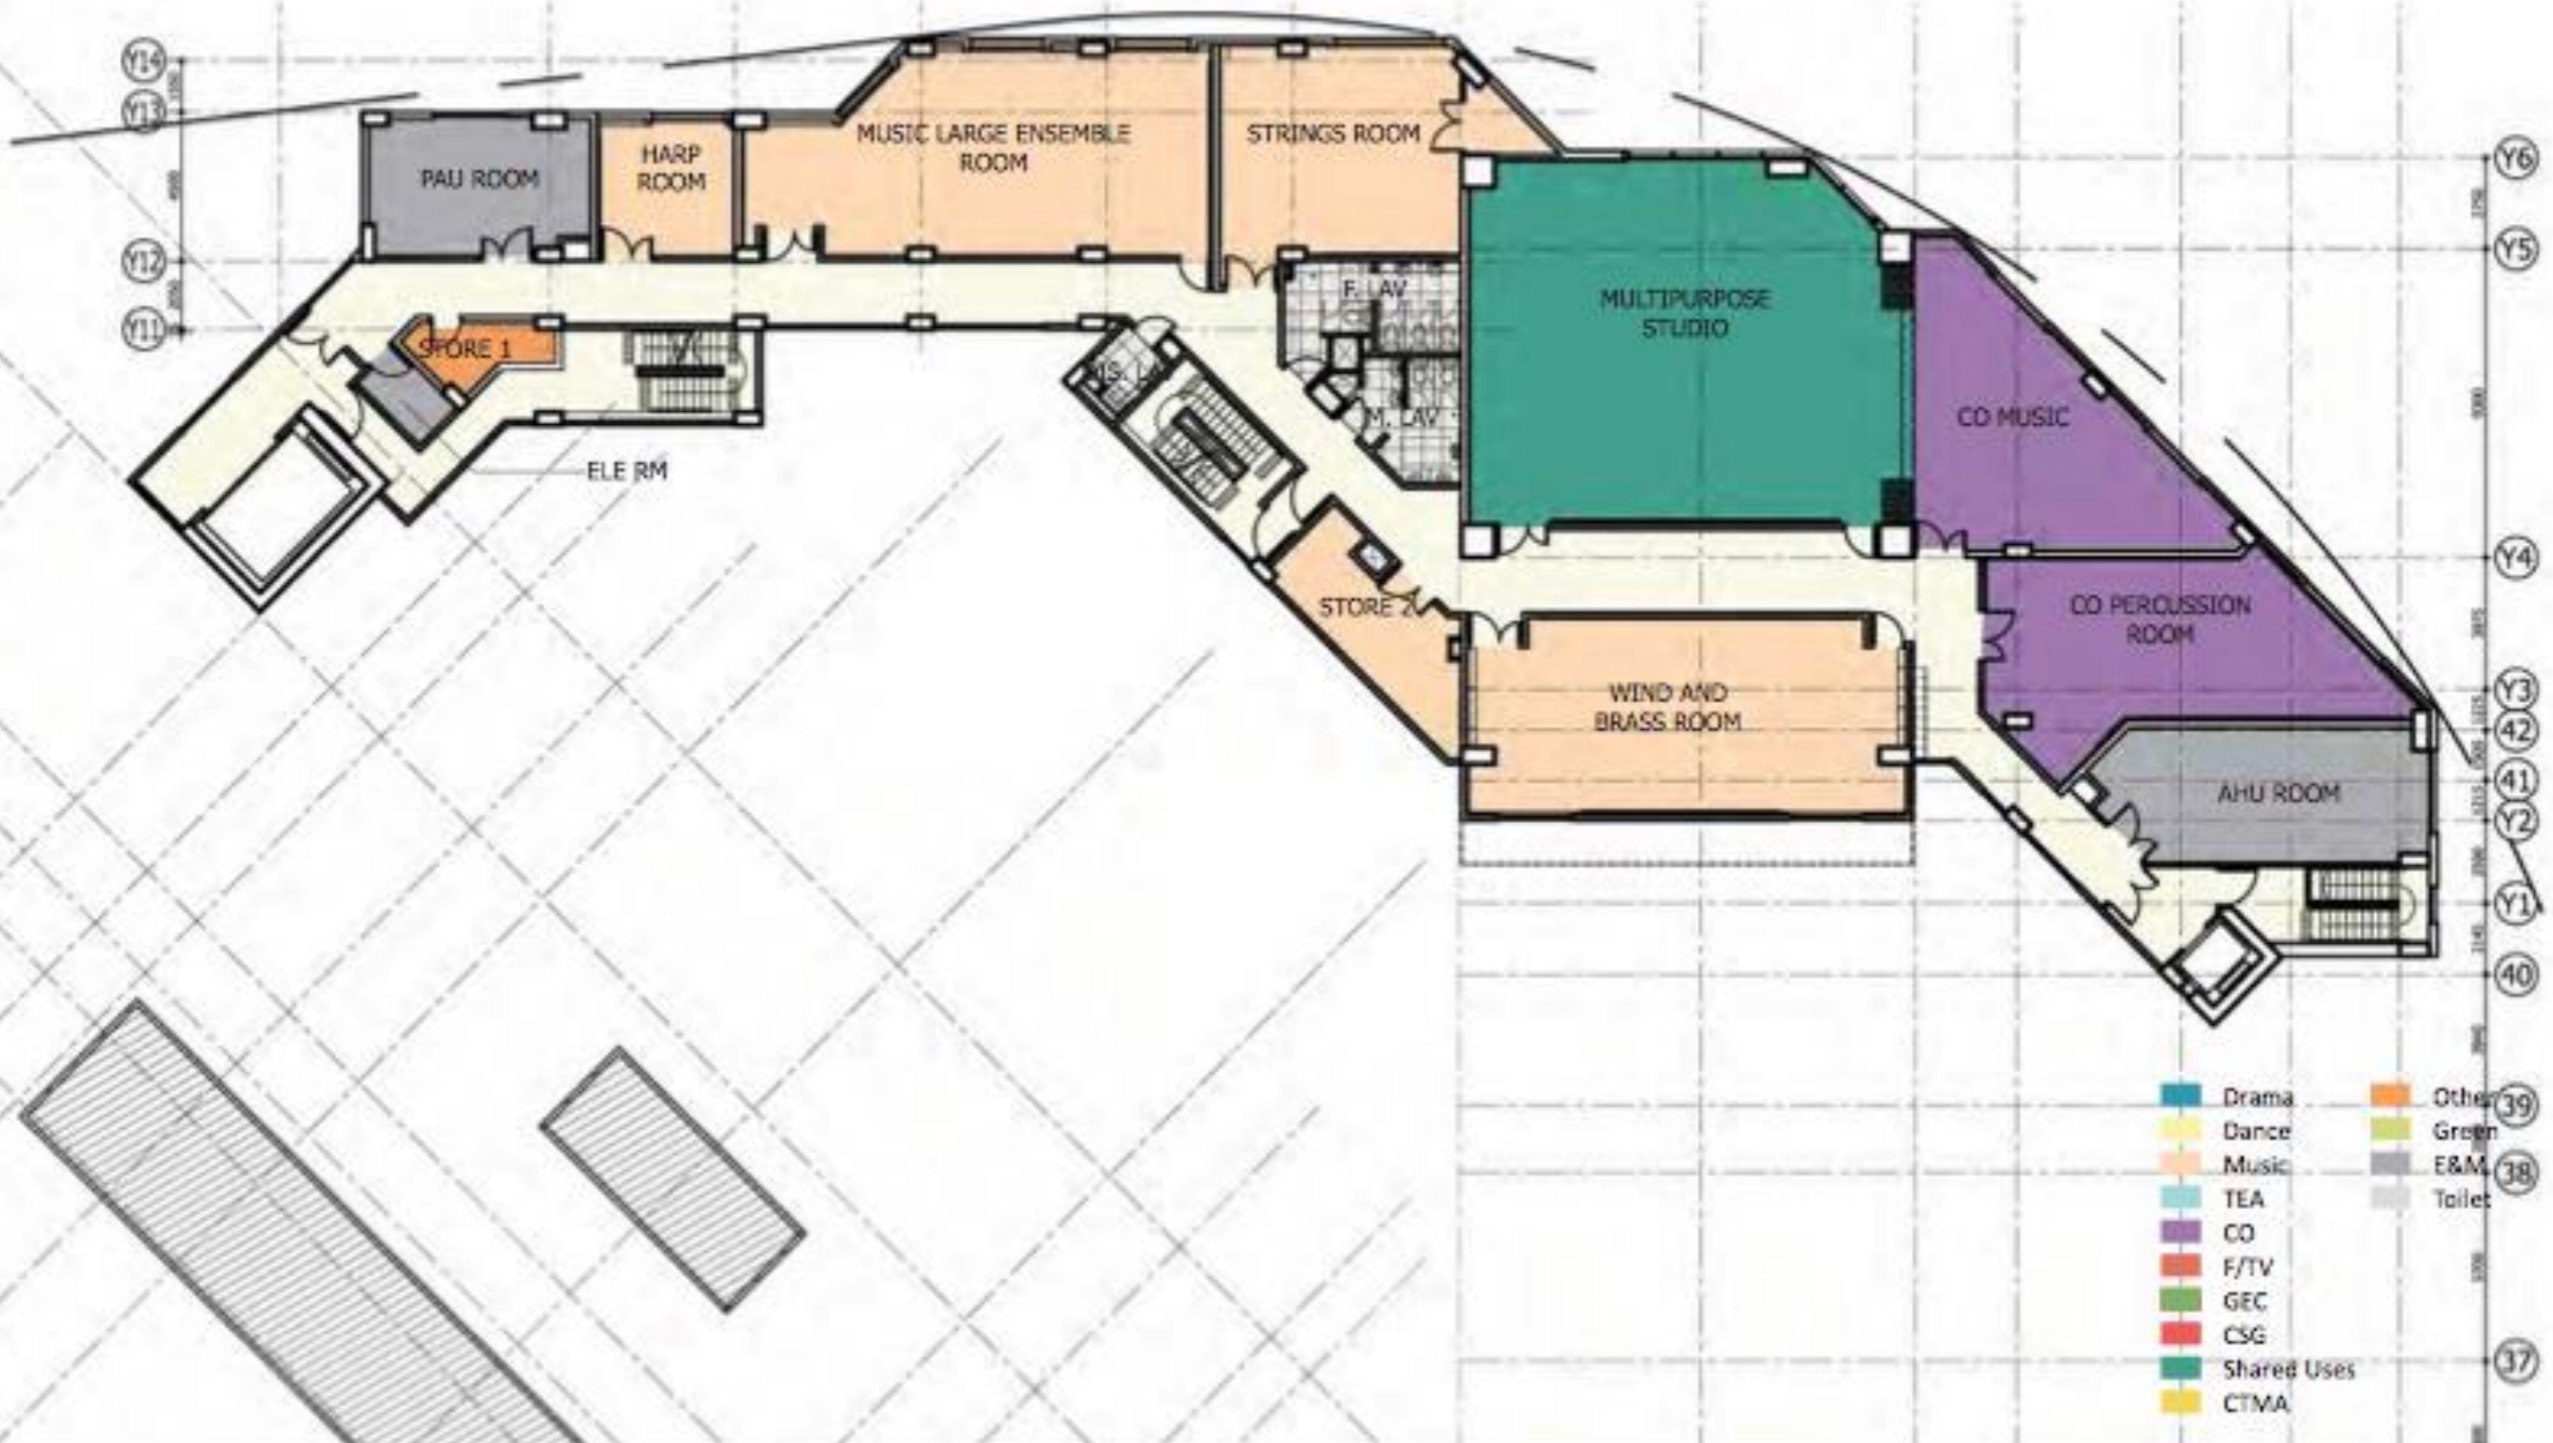 Y14
Y13
Y12
Y11
PAU ROOM
HARP
ROOM
MUSIC LARGE ENSEMBLE
ROOM
STRINGS ROOM
STORE 1
ELE RM
F. LAV
M. LAV
STORE 2
MULTIPURPOSE
STUDIO
WIND AND
BRASS ROOM
CO MUSIC
CO PERCUSSION
ROOM
AHU ROOM
Y6
Y5
Y4
Y3
42
41
Y2
Y1
40
39
38
37
Drama
Dance
Music
TEA
CO
F/TV
GEC
CSG
Shared Uses
CTMA
Other
Green
E&M
Toilet